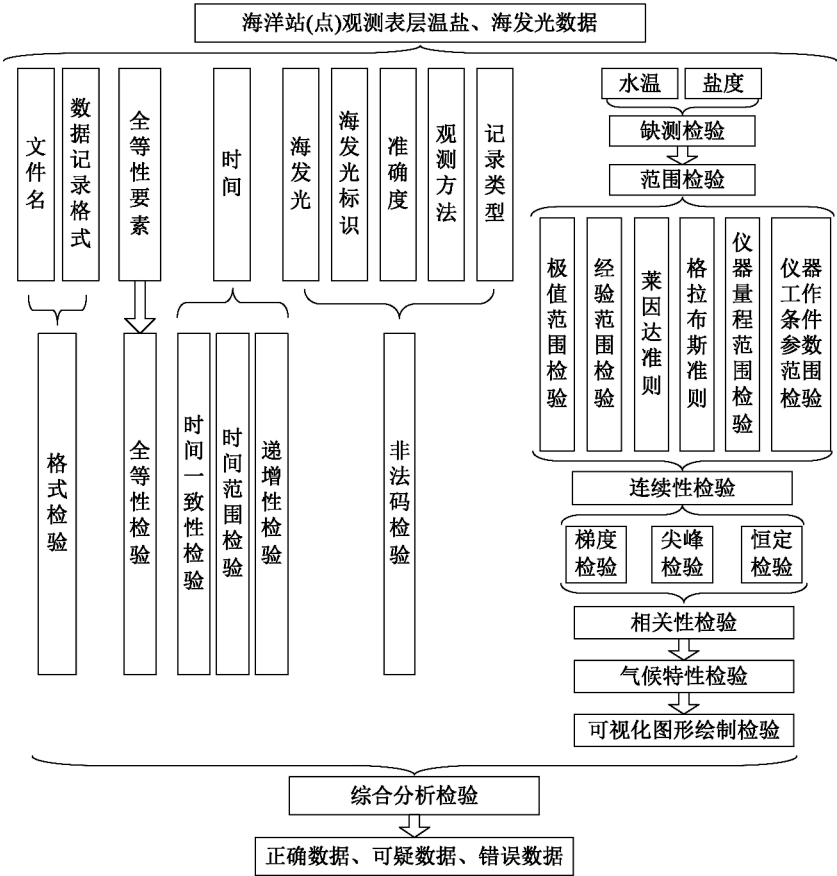 海洋站(点)观测表层温盐、海发光数据
文件名
数据记录格式
全等性要素
时间
海发光
海发光标识
准确度
观测方法
记录类型
水温
盐度
缺测检验
范围检验
极值范围检验
经验范围检验
莱因达准则
格拉布斯准则
仪器量程范围检验
仪器
工作
条件
参数
范围
检验
连续性检验
梯度
检验
尖峰
检验
恒定
检验
相关性检验
气候特性检验
可视化图形绘制检验
格式检验
全等性检验
时间一致性检验
时间范围检验
递增性检验
非法码检验
综合分析检验
正确数据、可疑数据、错误数据